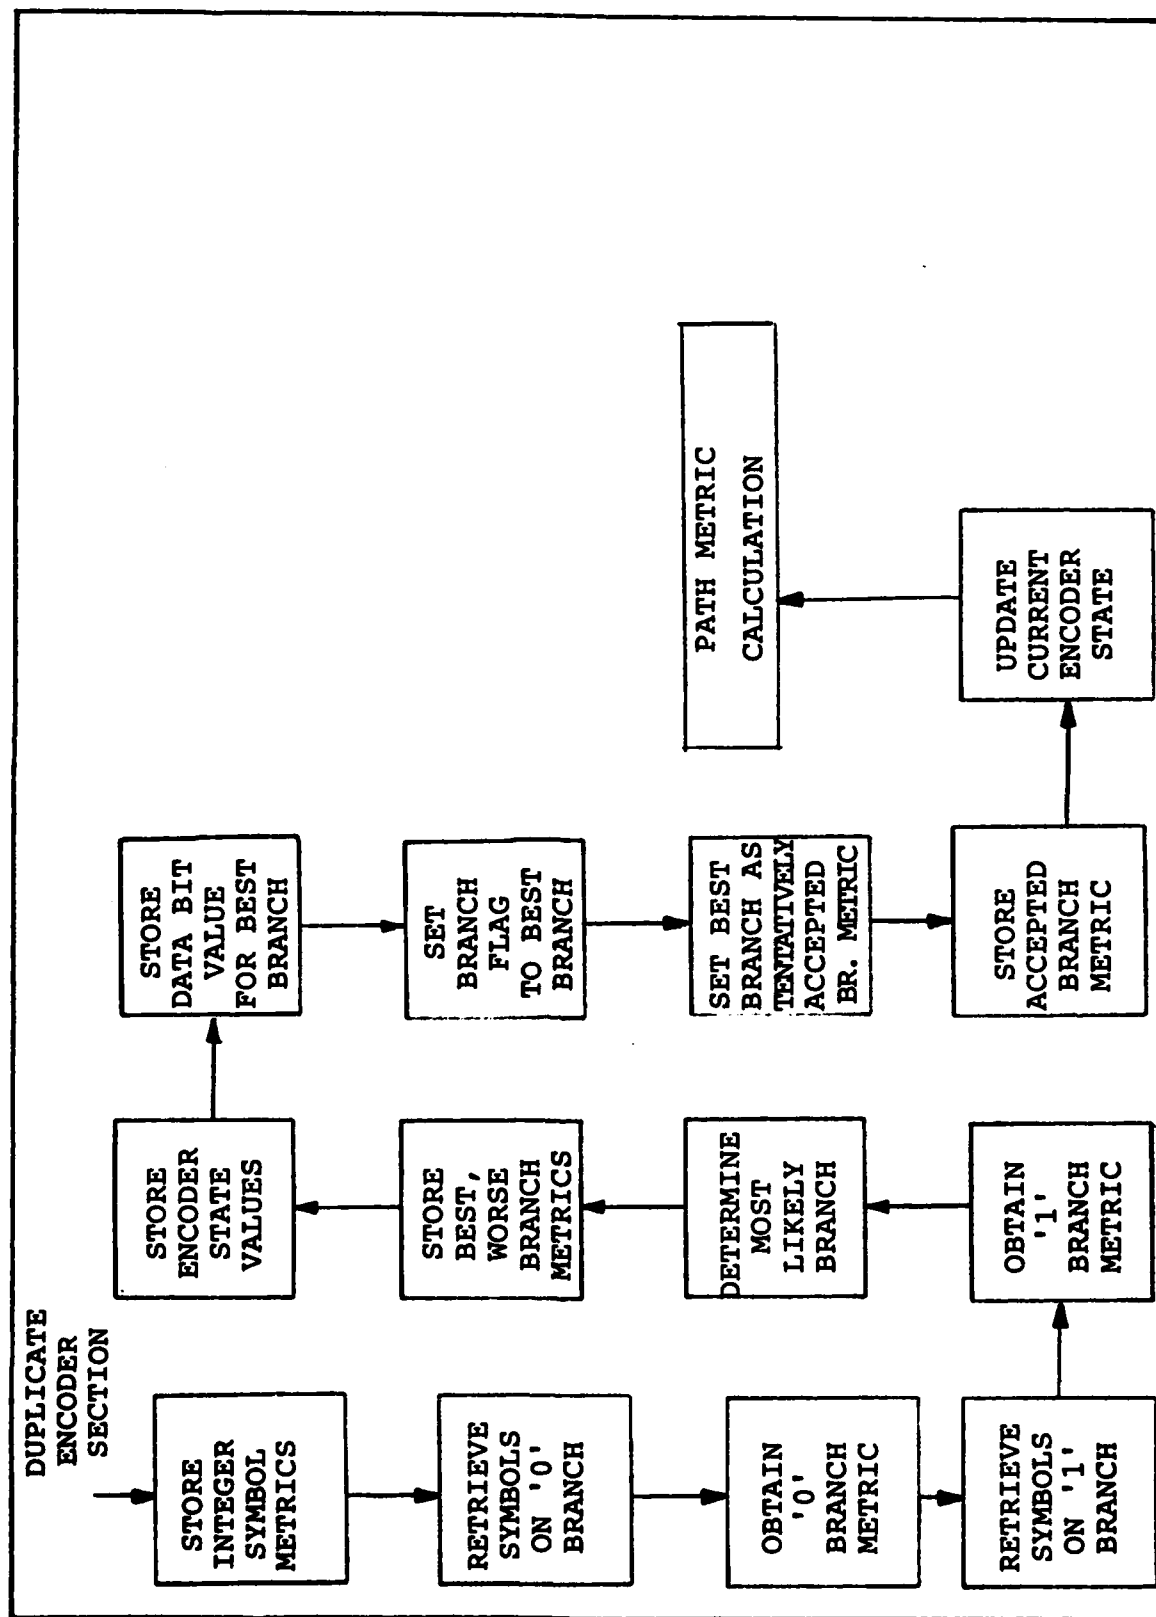 DUPLICATE
ENCODER
SECTION
STORE
INTEGER
SYMBOL
METRICS
RETRIEVE
SYMBOLS
ON '0'
BRANCH
OBTAIN
'0'
BRANCH
METRIC
RETRIEVE
SYMBOLS
ON '1'
BRANCH
OBTAIN
'1'
BRANCH
METRIC
DETERMINE
MOST
LIKELY
BRANCH
STORE
BEST,
WORSE
BRANCH
METRICS
STORE
ENCODER
STATE
VALUES
STORE
DATA BIT
VALUE
FOR BEST
BRANCH
SET
BRANCH
FLAG
TO BEST
BRANCH
SET BEST
BRANCH AS
TENTATIVELY
ACCEPTED
BR. METRIC
STORE
ACCEPTED
BRANCH
METRIC
UPDATE
CURRENT
ENCODER
STATE
PATH METRIC
CALCULATION